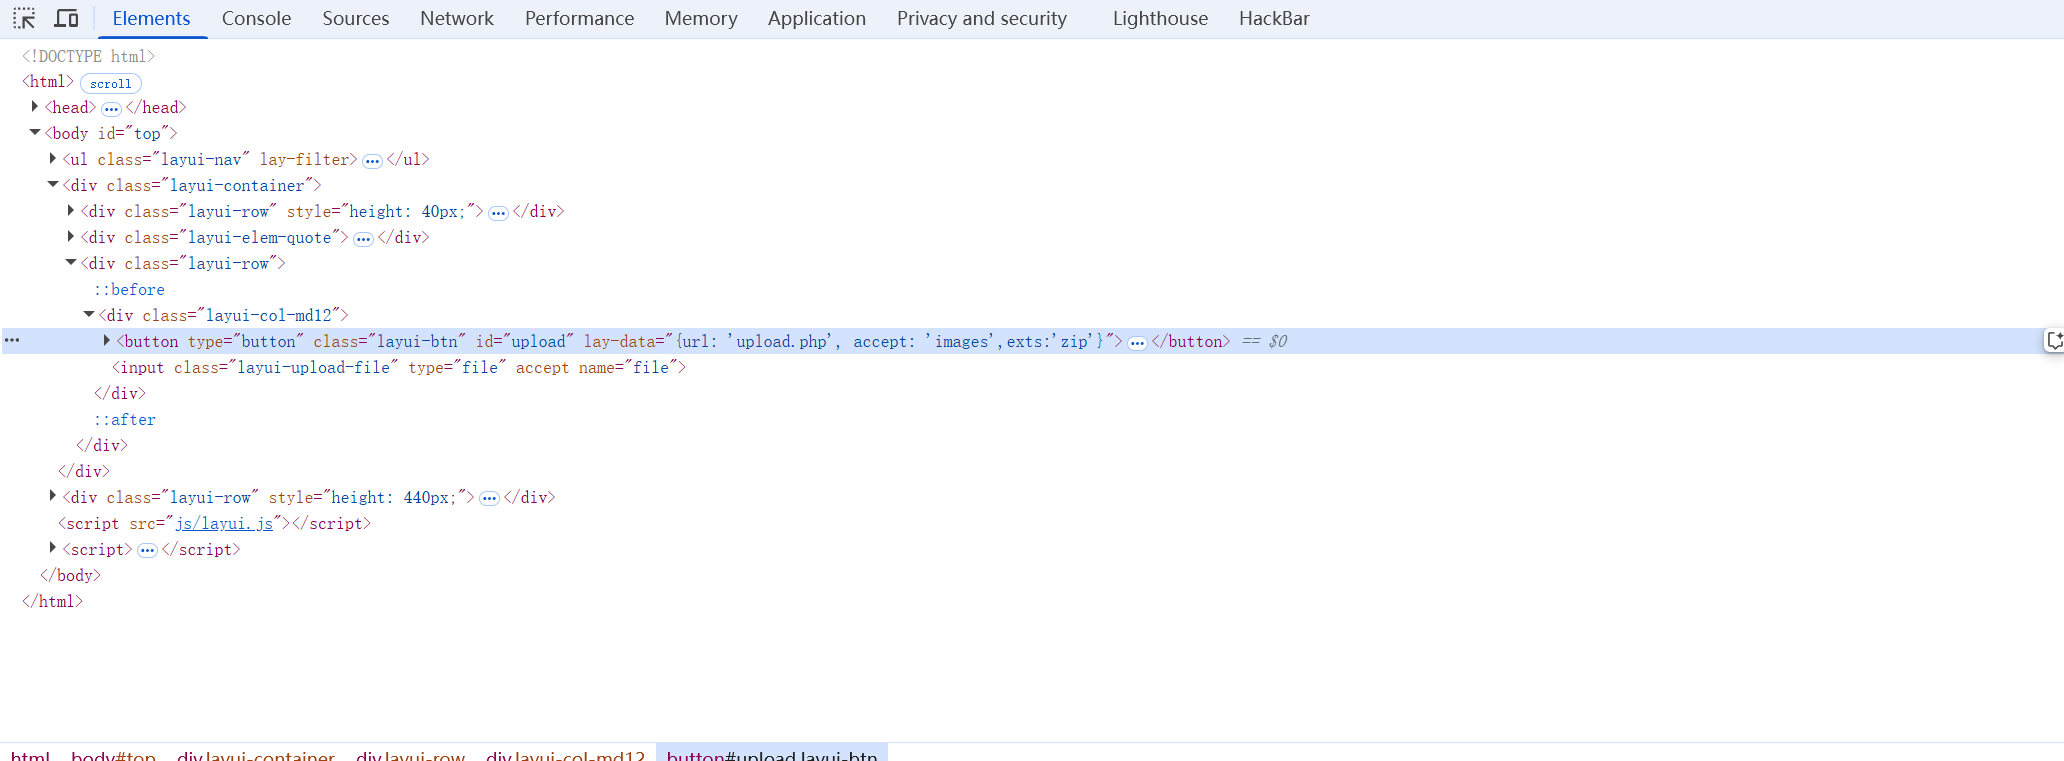 Elements Console Sources Network Performance Memory Application Privacy and security Lighthouse HackBar
<!DOCTYPE html>
<html> scroll
<head> ... </head>
<body id="top">
<ul class="layui-nav" lay-filter> ... </ul>
<div class="layui-container">
<div class="layui-row" style="height: 40px;"> ... </div>
<div class="layui-elem-quote"> ... </div>
<div class="layui-row">
::before
<div class="layui-col-md12">
... <button type="button" class="layui-btn" id="upload" lay-data="{url: 'upload.php', accept: 'images',exts:'zip'}"> ... </button> == $0
<input class="layui-upload-file" type="file" accept name="file">
</div>
::after
</div>
</div>
<div class="layui-row" style="height: 440px;"> ... </div>
<script src="js/layui.js"></script>
<script> ... </script>
</body>
</html>
html body#top div.layui-container div.layui-row div.layui-col-md12 button#upload.layui-btn